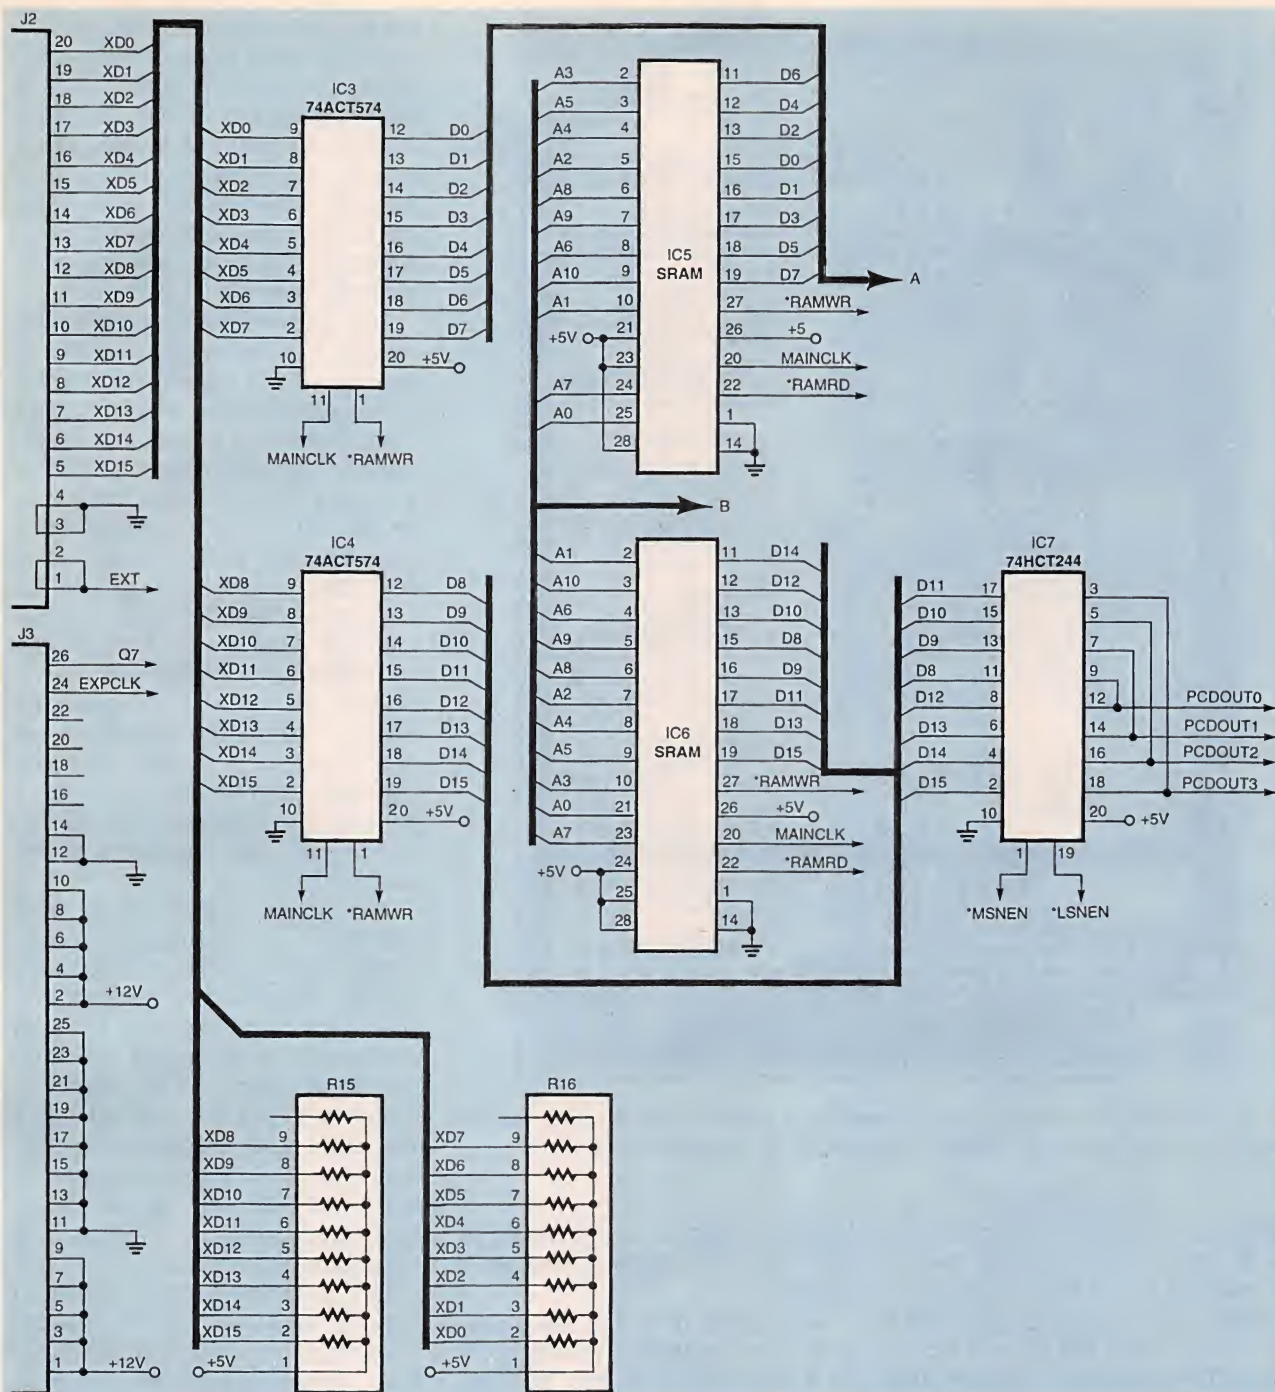 J2
20 XD0
19 XD1
18 XD2
17 XD3
16 XD4
15 XD5
14 XD6
13 XD7
12 XD8
11 XD9
10 XD10
9 XD11
8 XD12
7 XD13
6 XD14
5 XD15
4
3
2
1 EXT
J3
26 Q7
24 EXPCLK
22
20
18
16
14
12
10
8
6
4
2 +12V
25
23
21
19
17
15
13
11
9
7
5
3
1 +12V
IC3
74ACT574
XD0 9 12 D0
XD1 8 13 D1
XD2 7 14 D2
XD3 6 15 D3
XD4 5 16 D4
XD5 4 17 D5
XD6 3 18 D6
XD7 2 19 D7
10 20 +5V
11 1
MAINCLK *RAMWR
IC4
74ACT574
XD8 9 12 D8
XD9 8 13 D9
XD10 7 14 D10
XD11 6 15 D11
XD12 5 16 D12
XD13 4 17 D13
XD14 3 18 D14
XD15 2 19 D15
10 20 +5V
11 1
MAINCLK *RAMWR
A3 2 11 D6
A5 3 12 D4
A4 4 13 D2
A2 5 15 D0
A8 6 16 D1
A9 7 17 D3
A6 8 18 D5
IC5
SRAM
A10 9 19 D7
A
A1 10 27 *RAMWR
+5V 21 26 +5
23 20 MAINCLK
A7 24 22 *RAMRD
A0 25 1
28 14
B
A1 2 11 D14
A10 3 12 D12
A6 4 13 D10
A9 5 15 D8
A8 6 16 D9
A2 7 17 D11
A4 8 18 D13
IC6
SRAM
A5 9 19 D15
A3 10 27 *RAMWR
A0 21 26 +5V
A7 23 20 MAINCLK
+5V 24 22 *RAMRD
25 1
28 14
IC7
74HCT244
D11 17 3
D10 15 5
D9 13 7
D8 11 9
D12 8 12 PCDOUT0
D13 6 14 PCDOUT1
D14 4 16 PCDOUT2
D15 2 18 PCDOUT3
10 20 +5V
1 19
*MSNEN *LSNEN
R15
XD8 9
XD9 8
XD10 7
XD11 6
XD12 5
XD13 4
XD14 3
XD15 2
+5V 1
R16
XD7 9
XD6 8
XD5 7
XD4 6
XD3 5
XD2 4
XD1 3
XD0 2
+5V 1